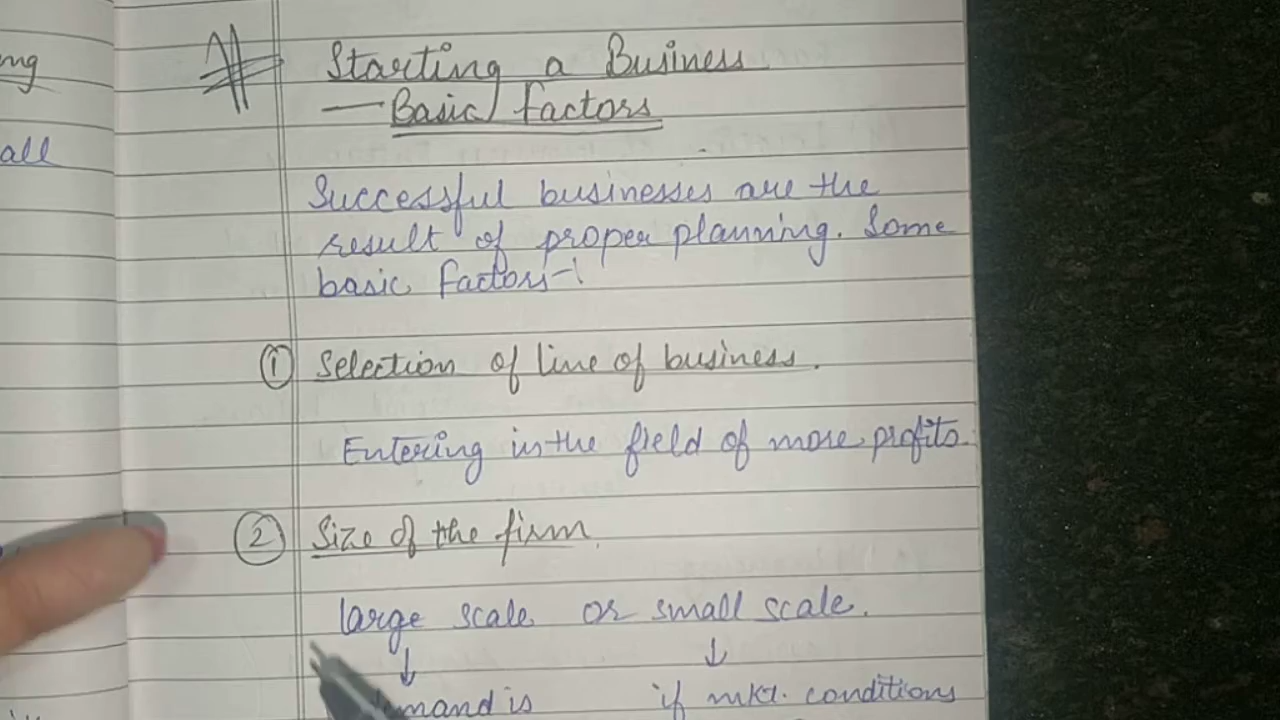 ing
all
# Starting a Business
— Basic factors
Successful businesses are the
result of proper planning. Some
basic factors-:
① Selection of line of business.
Entering in the field of more profits.
② Size of the firm.
large scale or small scale.
↓ ↓
is if mkt. conditions